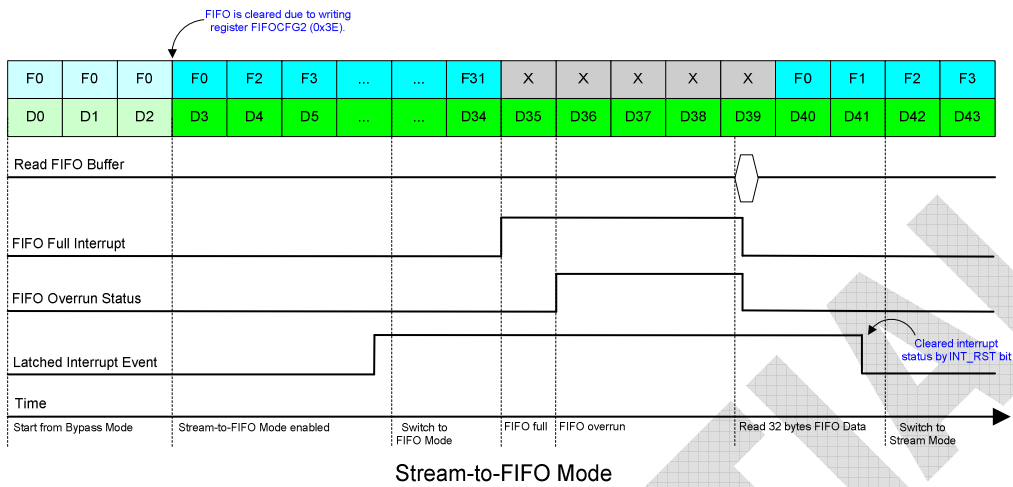 FIFO is cleared due to writing
register FIFOCFG2 (0x3E).
F0 F0 F0 F0 F2 F3 ... ... F31 X X X X X F0 F1 F2 F3
D0 D1 D2 D3 D4 D5 ... ... D34 D35 D36 D37 D38 D39 D40 D41 D42 D43
Read FIFO Buffer
FIFO Full Interrupt
FIFO Overrun Status
Latched Interrupt Event
Cleared interrupt
status by INT_RST bit
Time
Start from Bypass Mode
Stream-to-FIFO Mode enabled
Switch to
FIFO Mode
FIFO full
FIFO overrun
Read 32 bytes FIFO Data
Switch to
Stream Mode
Stream-to-FIFO Mode